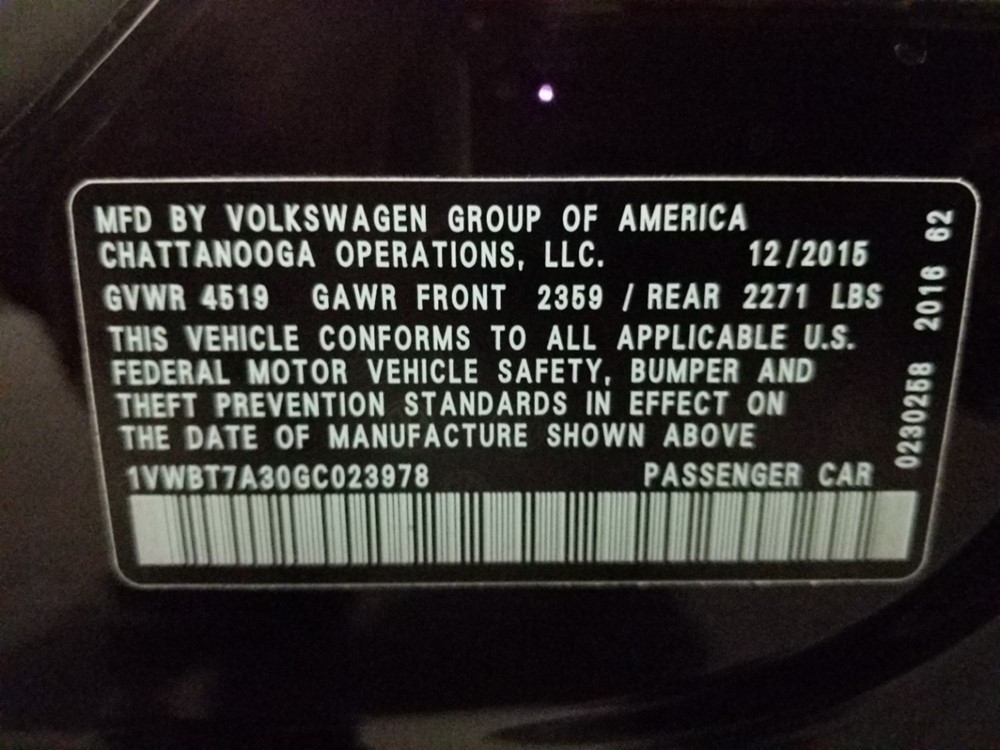 MFD BY VOLKSWAGEN GROUP OF AMERICA
CHATTANOOGA OPERATIONS, LLC. 12/2015
GVWR 4519 GAWR FRONT 2359 / REAR 2271 LBS
THIS VEHICLE CONFORMS TO ALL APPLICABLE U.S.
FEDERAL MOTOR VEHICLE SAFETY, BUMPER AND
THEFT PREVENTION STANDARDS IN EFFECT ON
THE DATE OF MANUFACTURE SHOWN ABOVE
1VWBT7A30GC023978 PASSENGER CAR
0230258 2016 62